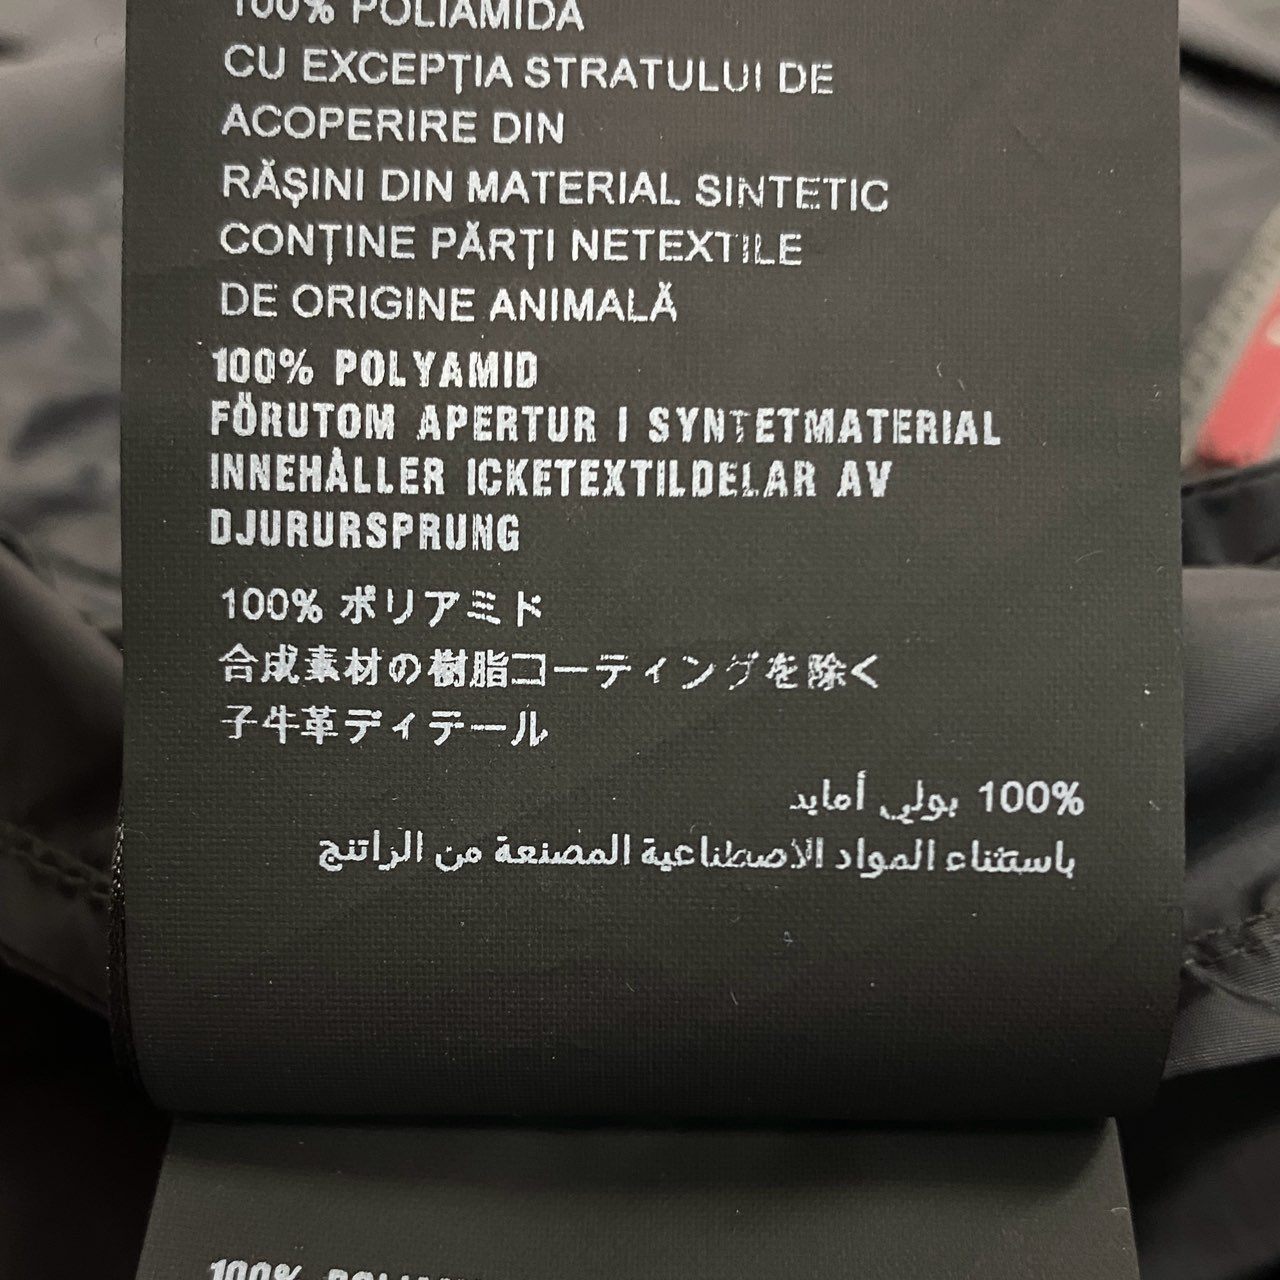 100% POLIAMIDA
CU EXCEPȚIA STRATULUI DE
ACOPERIRE DIN
RĂȘINI DIN MATERIAL SINTETIC
CONȚINE PĂRȚI NETEXTILE
DE ORIGINE ANIMALĂ
100% POLYAMID
FÖRUTOM APERTUR I SYNTETMATERIAL
INNEHÅLLER ICKETEXTILDELAR AV
DJURURSPRUNG
100% ポリアミド
合成素材の樹脂コーティングを除く
子牛革ディテール
100% بولي أمايد
باستثناء المواد الاصطناعية المصنعة من الراتنج
100%